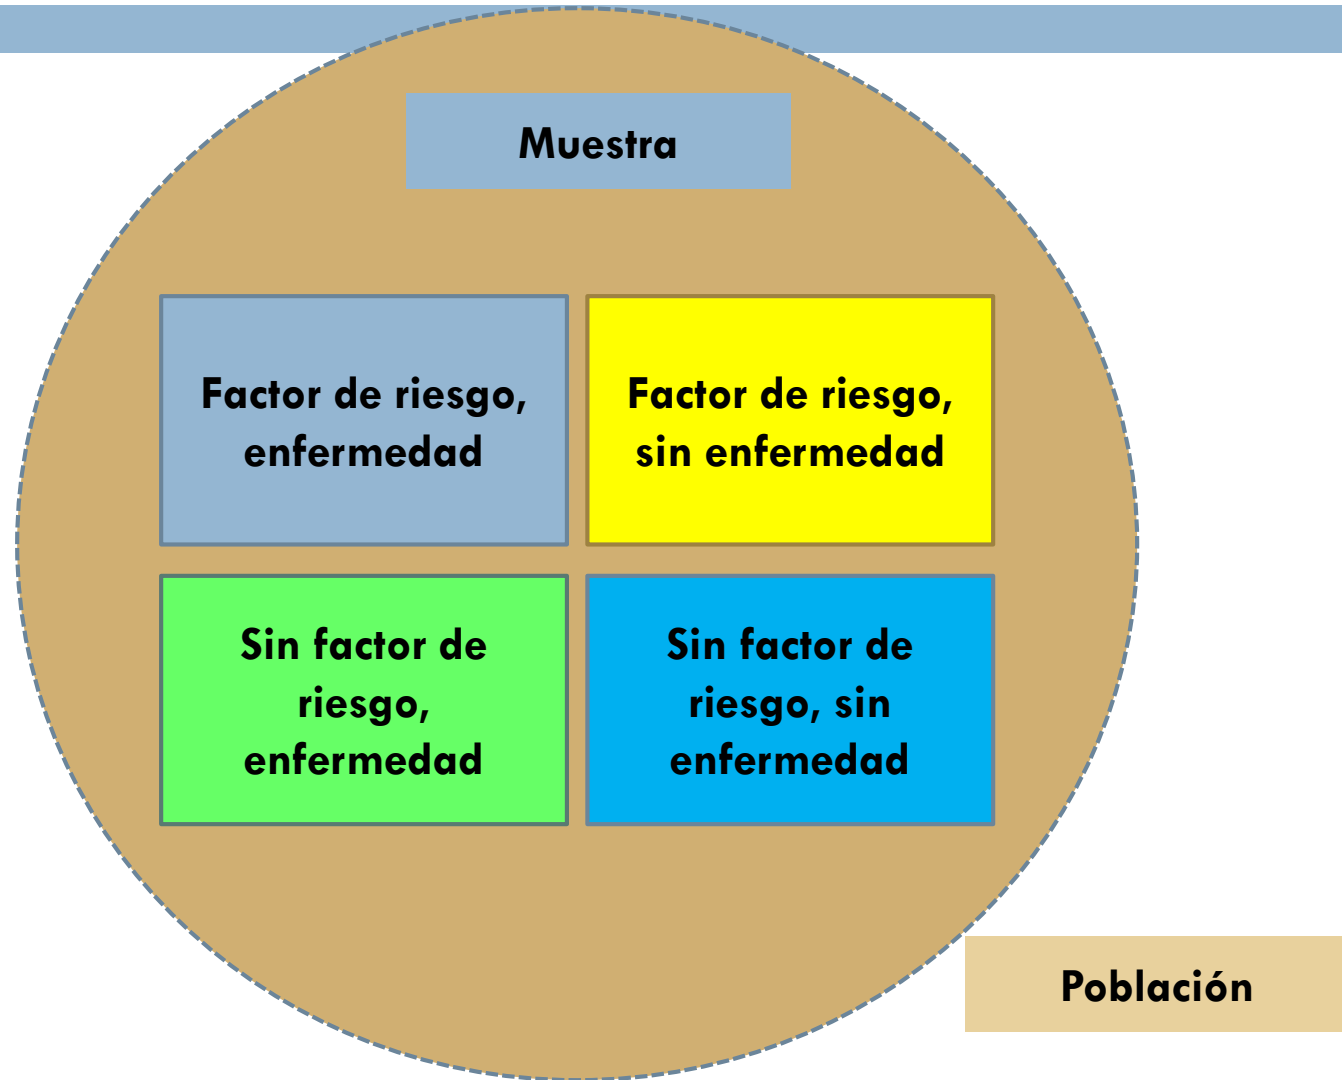 Muestra
Factor de riesgo,
enfermedad
Factor de riesgo,
sin enfermedad
Sin factor de
riesgo,
enfermedad
Sin factor de
riesgo, sin
enfermedad
Población